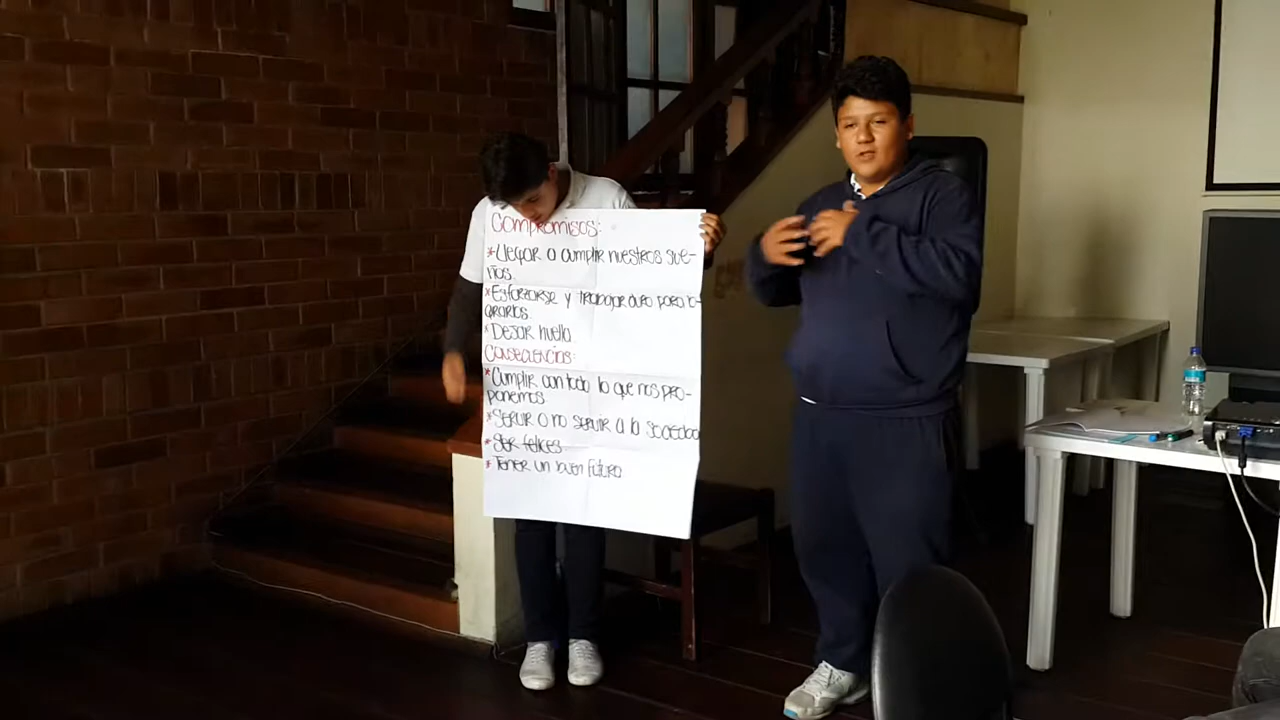 Compromisos:
*Llegar a cumplir nuestros sue-
ños.
*Esforzarse y trabajar duro para lo-
grarlos.
*Dejar huella.
Consecuencias:
*Cumplir con todo lo que nos pro-
ponemos.
*Servir o no servir a la sociedad
*Ser felices.
*Tener un buen futuro